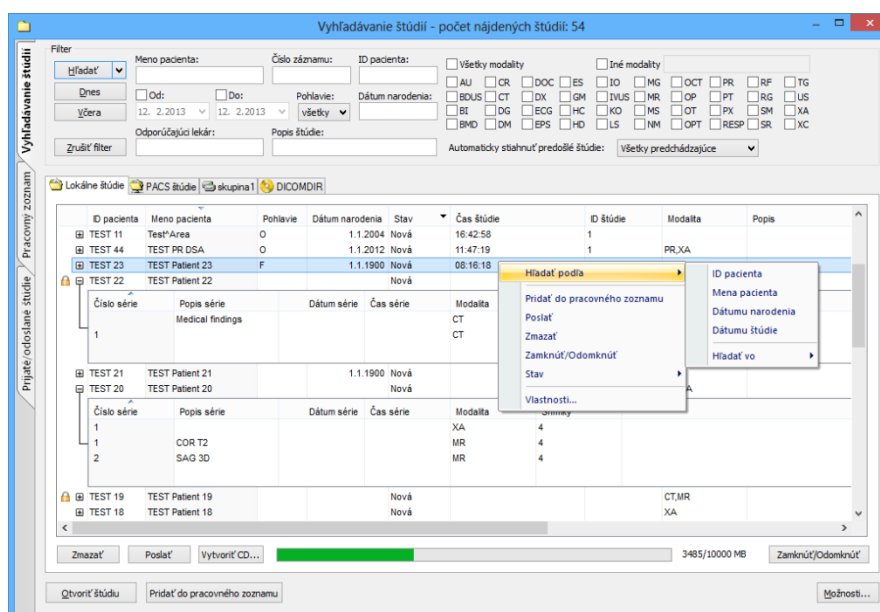 Vyhľadávanie štúdií - počet nájdených štúdií: 54
Vyhľadávanie štúdií
Pracovný zoznam
Prijaté/odoslané štúdie
Filter
Hľadať
Dnes
Včera
Zrušiť filter
Meno pacienta:
Číslo záznamu:
ID pacienta:
Od:
Do:
Pohlavie:
Dátum narodenia:
12. 2.2013
12. 2.2013
všetky
Odporúčajúci lekár:
Popis štúdie:
Všetky modality
Iné modality
AU CR DOC ES IO MG OCT PR RF TG
BDUS CT DX GM IVUS MR OP PT RG US
BI DG ECG HC KO MS OT PX SM XA
BMD DM EPS HD LS NM OPT RESP SR XC
Automaticky stiahnuť predošlé štúdie: Všetky predchádzajúce
Lokálne štúdie PACS štúdie skupina1 DICOMDIR
ID pacienta Meno pacienta Pohlavie Dátum narodenia Stav Čas štúdie ID štúdie Modalita Popis
TEST 11 Test^Area O 1.1.2004 Nová 16:42:58 1
TEST 44 TEST PR DSA O 1.1.2012 Nová 11:47:19 1 PR,XA
TEST 23 TEST Patient 23 F 1.1.1900 Nová 08:16:18
TEST 22 TEST Patient 22 Nová
Číslo série Popis série Dátum série Čas série Modalita
Medical findings CT
1 CT
TEST 21 TEST Patient 21 1.1.1900 Nová
TEST 20 TEST Patient 20 Nová
Číslo série Popis série Dátum série Čas série Modalita Snímky
1 XA 4
1 COR T2 MR 4
2 SAG 3D MR 4
TEST 19 TEST Patient 19 Nová CT,MR
TEST 18 TEST Patient 18 Nová XA
Hľadať podľa
Pridať do pracovného zoznamu
Poslať
Zmazať
Zamknúť/Odomknúť
Stav
Vlastnosti...
ID pacienta
Mena pacienta
Dátumu narodenia
Dátumu štúdie
Hľadať vo
Zmazať Poslať Vytvoriť CD... 3485/10000 MB Zamknúť/Odomknúť
Otvoriť štúdiu Pridať do pracovného zoznamu Možnosti...